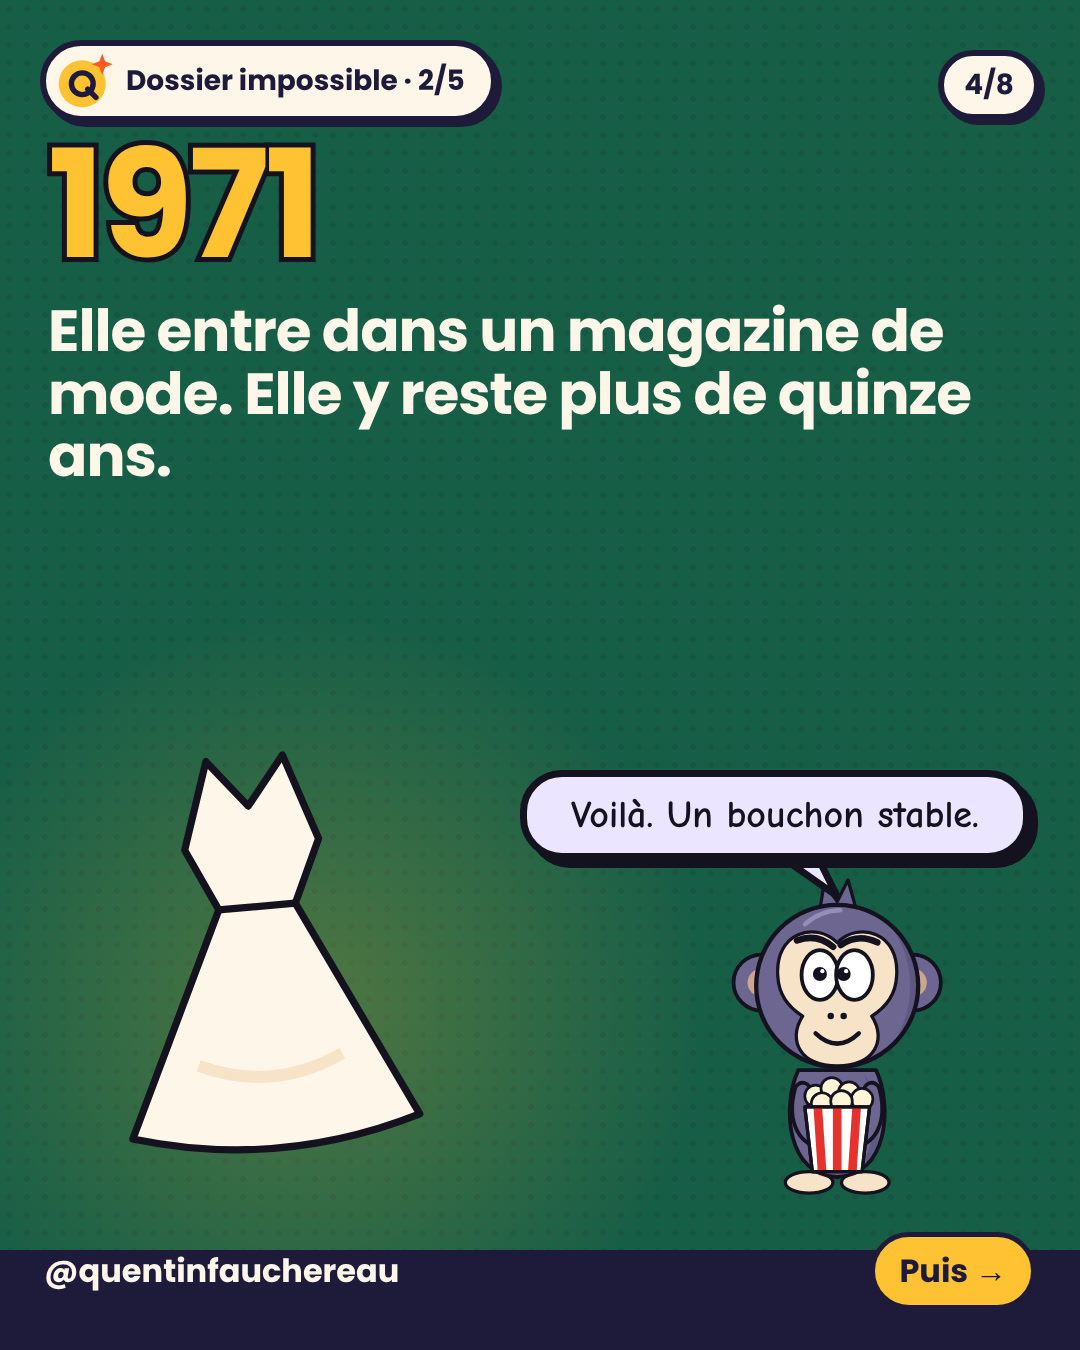 Q Dossier impossible · 2/5
4/8
1971
Elle entre dans un magazine de
mode. Elle y reste plus de quinze
ans.
Voilà. Un bouchon stable.
@quentinfauchereau
Puis →